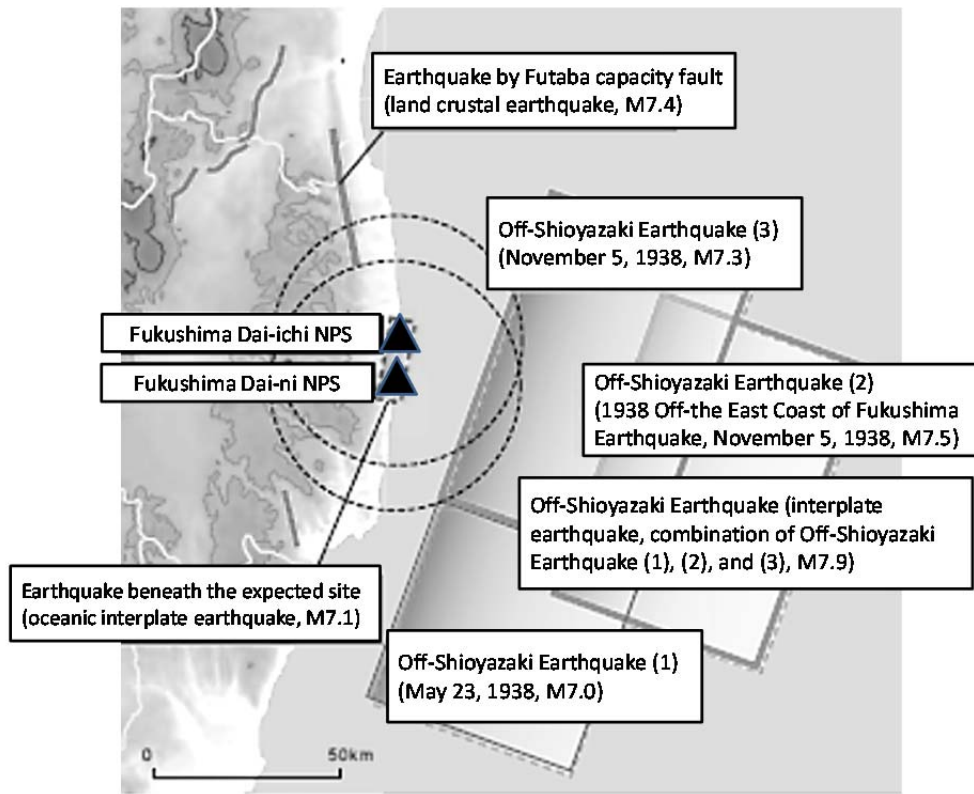 Earthquake by Futaba capacity fault
(land crustal earthquake, M7.4)
Off-Shioyazaki Earthquake (3)
(November 5, 1938, M7.3)
Fukushima Dai-ichi NPS
Fukushima Dai-ni NPS
Off-Shioyazaki Earthquake (2)
(1938 Off-the East Coast of Fukushima
Earthquake, November 5, 1938, M7.5)
Off-Shioyazaki Earthquake (interplate
earthquake, combination of Off-Shioyazaki
Earthquake (1), (2), and (3), M7.9)
Earthquake beneath the expected site
(oceanic interplate earthquake, M7.1)
Off-Shioyazaki Earthquake (1)
(May 23, 1938, M7.0)
0 50km